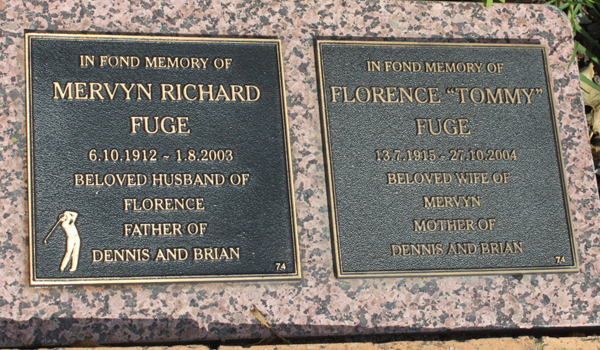 IN FOND MEMORY OF
MERVYN RICHARD
FUGE
6.10.1912 ~ 1.8.2003
BELOVED HUSBAND OF
FLORENCE
FATHER OF
DENNIS AND BRIAN
74
IN FOND MEMORY OF
FLORENCE "TOMMY"
FUGE
13.7.1915 - 27.10.2004
BELOVED WIFE OF
MERVYN
MOTHER OF
DENNIS AND BRIAN
74